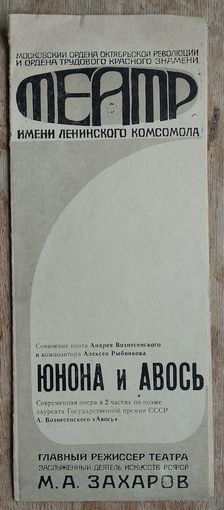 МОСКОВСКИЙ ОРДЕНА ОКТЯБРЬСКОЙ РЕВОЛЮЦИИ
И ОРДЕНА ТРУДОВОГО КРАСНОГО ЗНАМЕНИ
ТЕАТР
ИМЕНИ ЛЕНИНСКОГО КОМСОМОЛА
Сочинение поэта Андрея Вознесенского
и композитора Алексея Рыбникова
ЮНОНА И АВОСЬ
Современная опера в 2 частях по поэме
лауреата Государственной премии СССР
А. Вознесенского «Авось»
ГЛАВНЫЙ РЕЖИССЕР ТЕАТРА
ЗАСЛУЖЕННЫЙ ДЕЯТЕЛЬ ИСКУССТВ РСФСР
М.А. ЗАХАРОВ